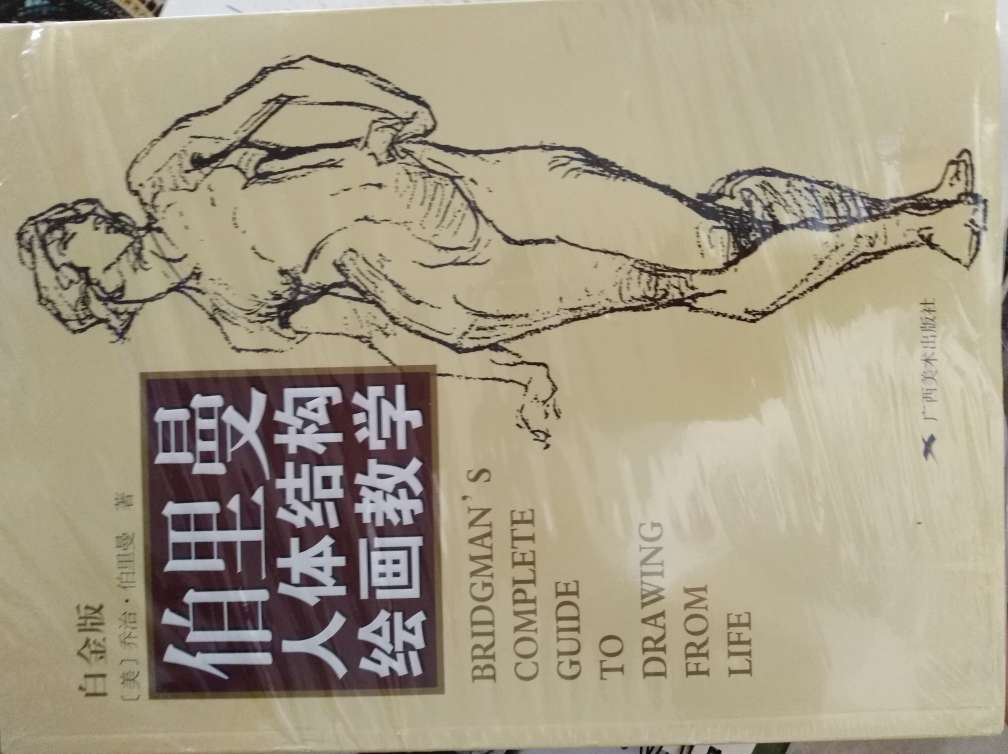 白金版
〔美〕乔治·伯里曼 著
伯里曼
人体结构
绘画教学
BRIDGMAN'S
COMPLETE
GUIDE
TO
DRAWING
FROM
LIFE
广西美术出版社